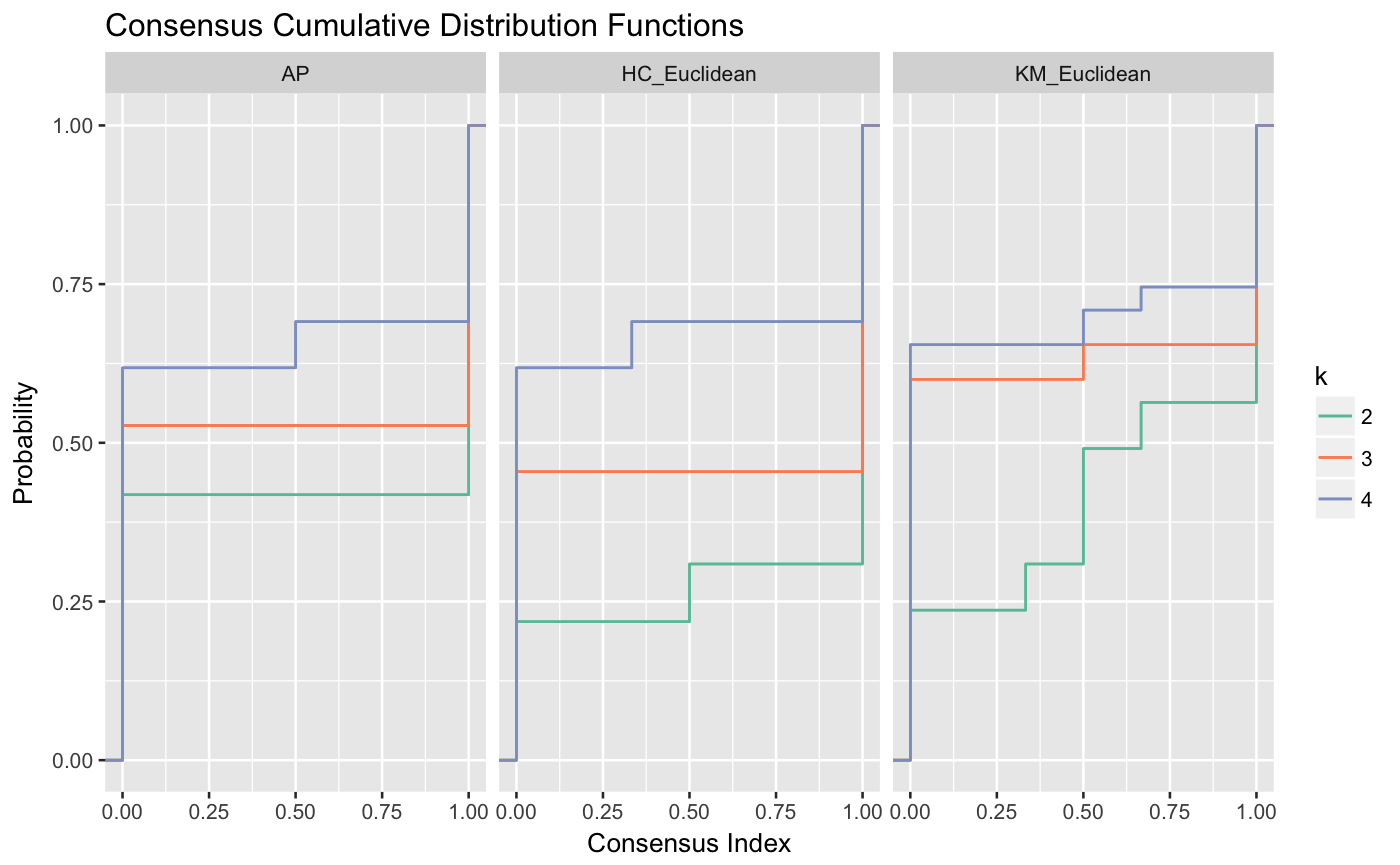 Consensus Cumulative Distribution Functions
AP HC_Euclidean KM_Euclidean
1.00
0.75
0.50
0.25
0.00
Probability
0.00 0.25 0.50 0.75 1.00 0.00 0.25 0.50 0.75 1.00 0.00 0.25 0.50 0.75 1.00
Consensus Index
k
2
3
4